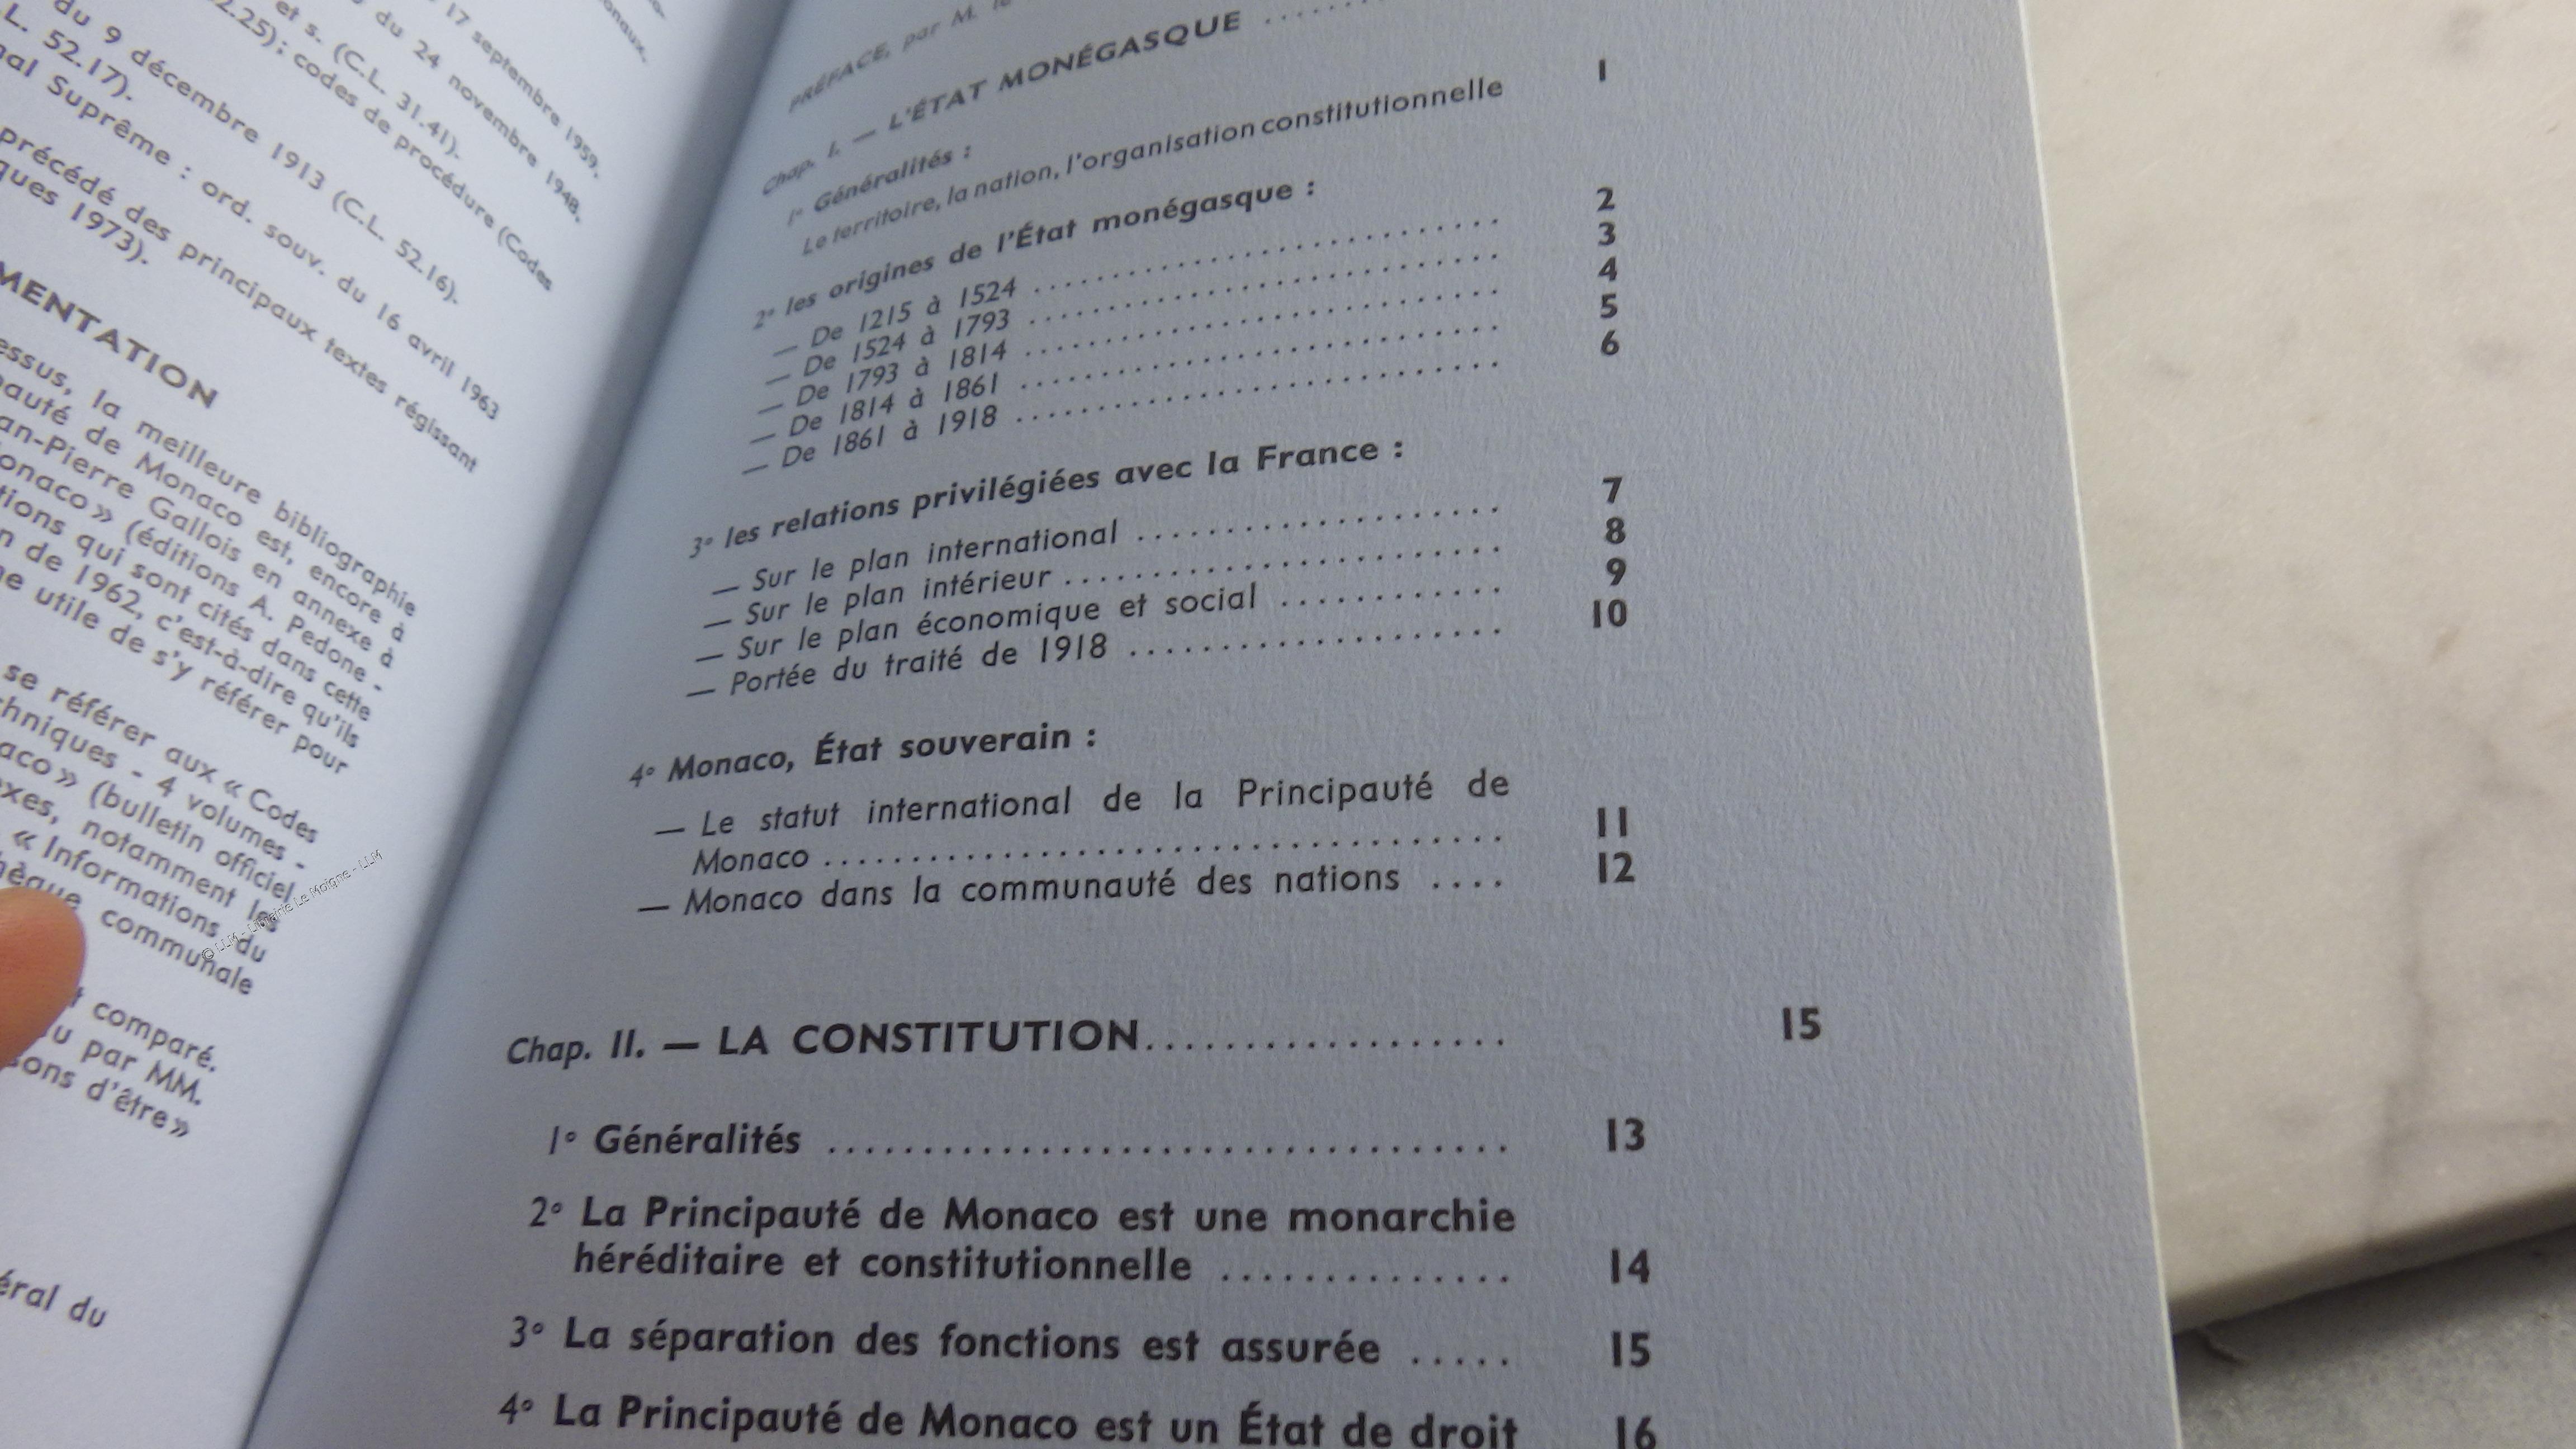 17 septembre 1959.
du 24 novembre 1948,
et s. (C.L. 31.41).
2.25); codes de procédure (Codes
du 9 décembre 1913 (C.L. 52.16).
L. 52.17).
Suprême : ord. souv. du 16 avril 1963
précédé des principaux textes régissant
ques 1973).
MENTATION
essus, la meilleure bibliographie
auté de Monaco est, encore à
an-Pierre Gallois en annexe à
onaco » (éditions A. Pedone -
tions qui sont cités dans cette
n de 1962, c'est-à-dire qu'ils
ne utile de s'y référer pour
se référer aux « Codes
chniques - 4 volumes -
aco » (bulletin officiel,
xes, notamment les
« Informations du
hèque communale
t comparé.
u par MM.
sons d'être »
éral du
© LLM - Librairie Le Moigne - LLM
PRÉFACE, par M.
Chap. I. — L'ÉTAT MONÉGASQUE ......
1° Généralités :
Le territoire, la nation, l'organisation constitutionnelle 1
2° les origines de l'État monégasque :
— De 1215 à 1524 .............................. 2
— De 1524 à 1793 .............................. 3
— De 1793 à 1814 .............................. 4
— De 1814 à 1861 .............................. 5
— De 1861 à 1918 .............................. 6
3° les relations privilégiées avec la France :
— Sur le plan international .................... 7
— Sur le plan intérieur ........................ 8
— Sur le plan économique et social ............ 9
— Portée du traité de 1918 .................... 10
4° Monaco, État souverain :
— Le statut international de la Principauté de
Monaco .................................... 11
— Monaco dans la communauté des nations .... 12
Chap. II. — LA CONSTITUTION.................. 15
1° Généralités .................................. 13
2° La Principauté de Monaco est une monarchie
héréditaire et constitutionnelle .............. 14
3° La séparation des fonctions est assurée ..... 15
4° La Principauté de Monaco est un État de droit 16